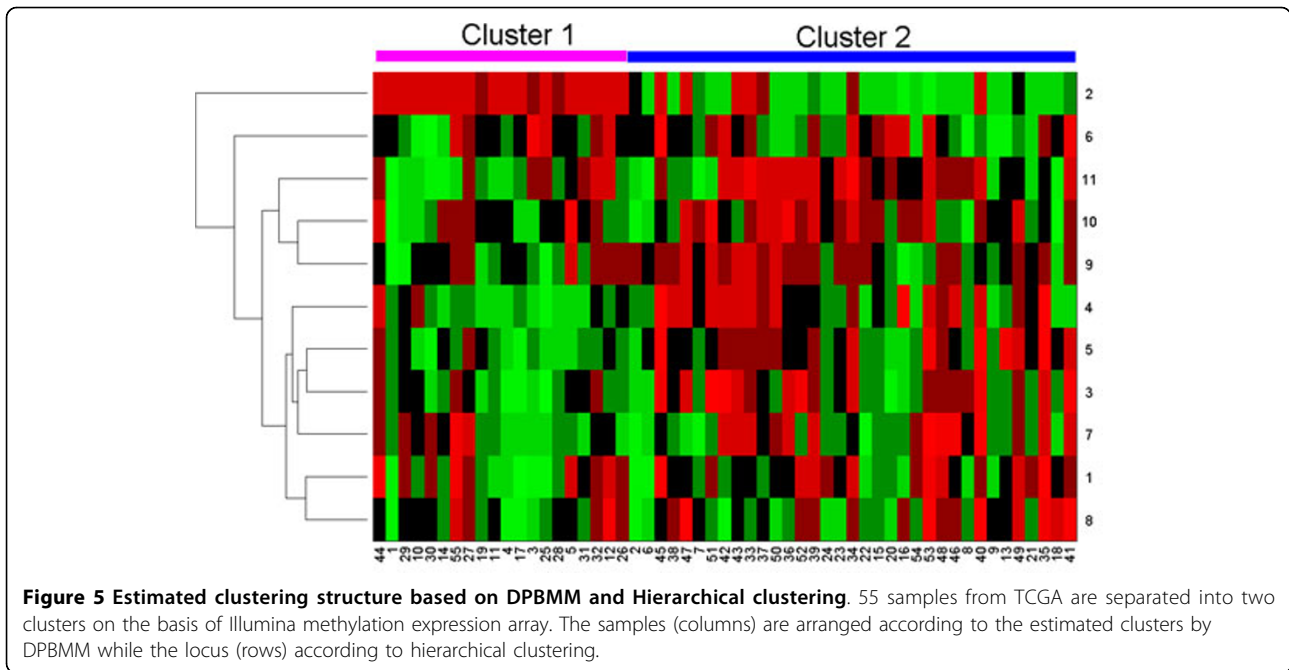 Cluster 1 Cluster 2
2
6
11
10
9
4
5
3
7
1
8
44 1 29 10 30 14 55 27 19 11 4 17 3 25 28 5 31 32 12 26 2 6 45 38 47 7 51 42 43 33 37 50 36 52 39 24 23 34 22 15 20 16 54 53 48 46 8 40 9 13 49 21 35 18 41
Figure 5 Estimated clustering structure based on DPBMM and Hierarchical clustering. 55 samples from TCGA are separated into two
clusters on the basis of Illumina methylation expression array. The samples (columns) are arranged according to the estimated clusters by
DPBMM while the locus (rows) according to hierarchical clustering.